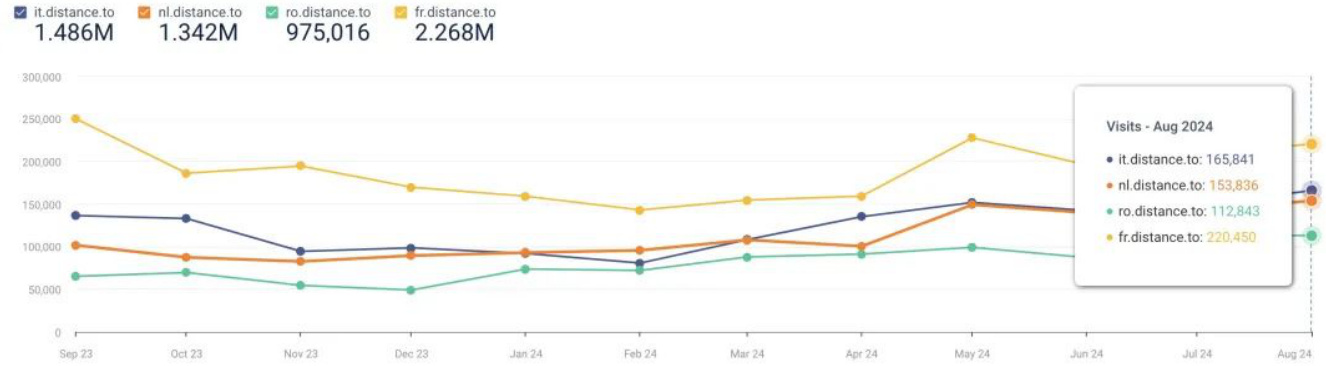 it.distance.to nl.distance.to ro.distance.to fr.distance.to
1.486M 1.342M 975,016 2.268M
300,000
250,000
200,000
150,000
100,000
50,000
0
Visits - Aug 2024
it.distance.to: 165,841
nl.distance.to: 153,836
ro.distance.to: 112,843
fr.distance.to: 220,450
Sep 23 Oct 23 Nov 23 Dec 23 Jan 24 Feb 24 Mar 24 Apr 24 May 24 Jun 24 Jul 24 Aug 24